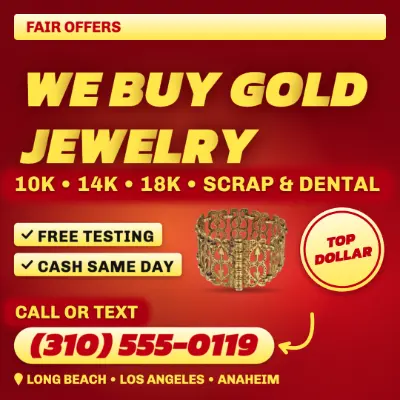 FAIR OFFERS
WE BUY GOLD
JEWELRY
10K • 14K • 18K • SCRAP & DENTAL
✓ FREE TESTING
✓ CASH SAME DAY
TOP
DOLLAR
CALL OR TEXT
(310) 555-0119
LONG BEACH • LOS ANGELES • ANAHEIM